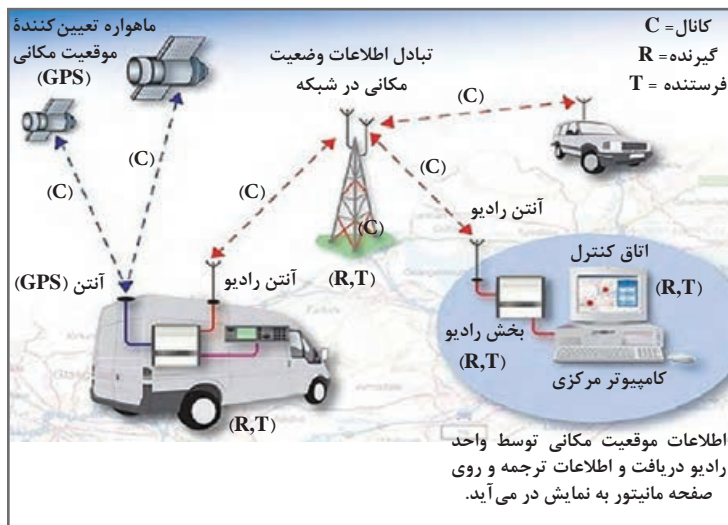 کانال = C
گیرنده = R
فرستنده = T
ماهواره تعیین‌کنندهٔ
موقعیت مکانی
(GPS)
تبادل اطلاعات وضعیت
مکانی در شبکه
(C)
(C)
(C)
(C)
(C)
(C)
(R,T)
آنتن رادیو
اتاق کنترل
(R,T)
بخش رادیو
(R,T)
کامپیوتر مرکزی
آنتن رادیو
آنتن (GPS)
(R,T)
اطلاعات موقعیت مکانی توسط واحد
رادیو دریافت و اطلاعات ترجمه و روی
صفحه مانیتور به نمایش در می‌آید.